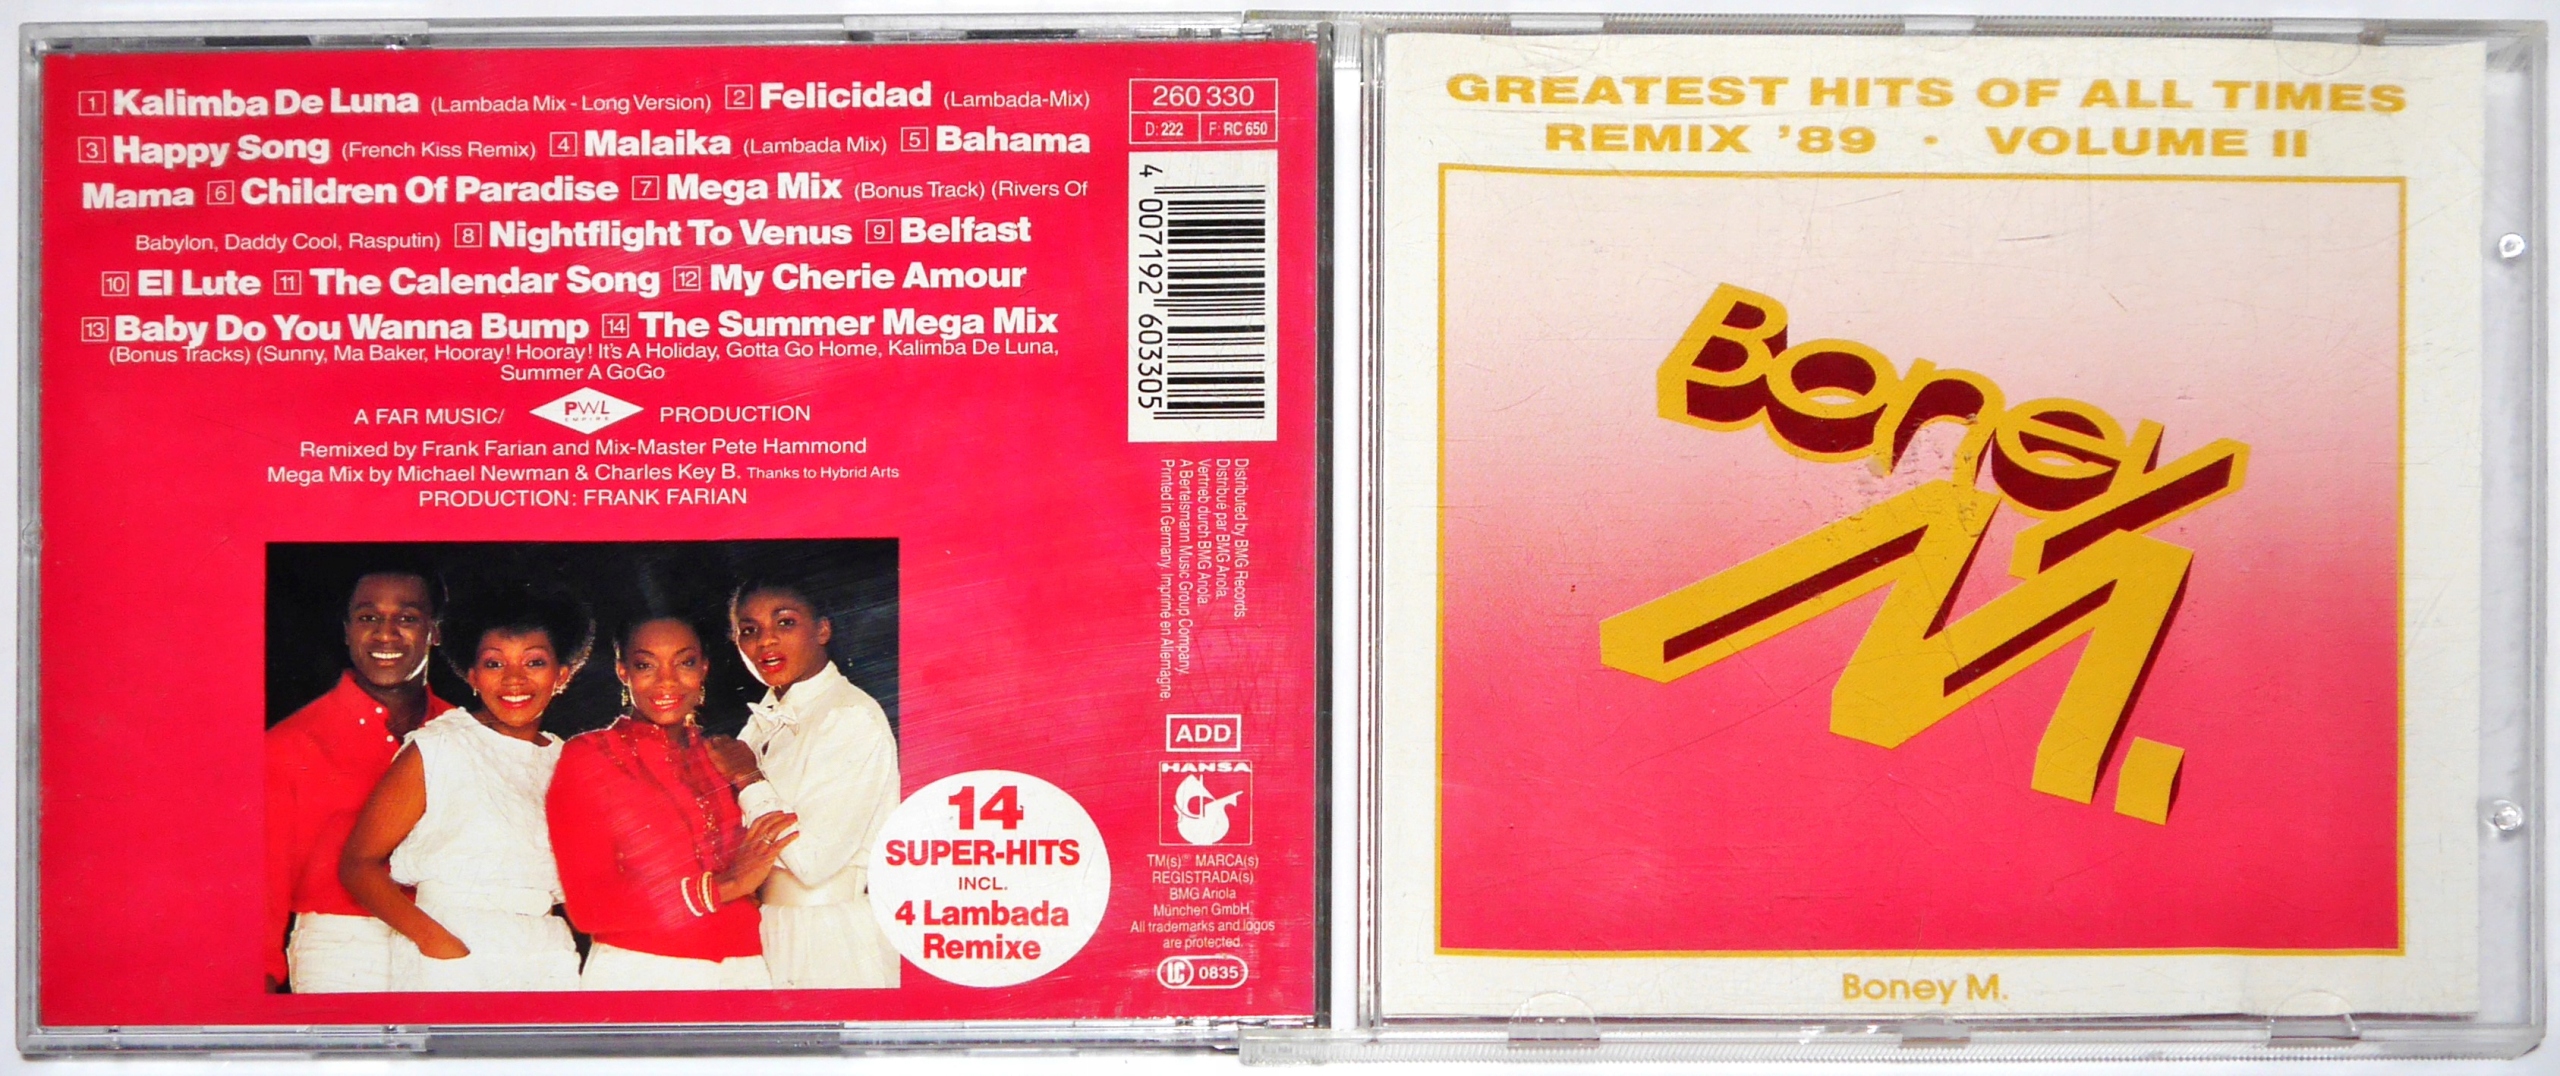 1 Kalimba De Luna (Lambada Mix - Long Version) 2 Felicidad (Lambada-Mix)
3 Happy Song (French Kiss Remix) 4 Malaika (Lambada Mix) 5 Bahama
Mama 6 Children Of Paradise 7 Mega Mix (Bonus Track) (Rivers Of
Babylon, Daddy Cool, Rasputin) 8 Nightflight To Venus 9 Belfast
10 El Lute 11 The Calendar Song 12 My Cherie Amour
13 Baby Do You Wanna Bump 14 The Summer Mega Mix
(Bonus Tracks) (Sunny, Ma Baker, Hooray! Hooray! It's A Holiday, Gotta Go Home, Kalimba De Luna,
Summer A GoGo
A FAR MUSIC/ PWL EMPIRE PRODUCTION
Remixed by Frank Farian and Mix-Master Pete Hammond
Mega Mix by Michael Newman & Charles Key B. Thanks to Hybrid Arts
PRODUCTION: FRANK FARIAN
14
SUPER-HITS
INCL.
4 Lambada
Remixe
260 330
D: 222 F: RC 650
4 007192 603305
Distributed by BMG Records.
Distribué par BMG Ariola.
Vertrieb durch BMG Ariola.
A Bertelsmann Music Group Company.
Printed in Germany. Imprimé en Allemagne.
ADD
HANSA
TM(s)® MARCA(s)
REGISTRADA(s)
BMG Ariola
München GmbH.
All trademarks and logos
are protected.
LC 0835
GREATEST HITS OF ALL TIMES
REMIX '89 • VOLUME II
Boney
M.
Boney M.